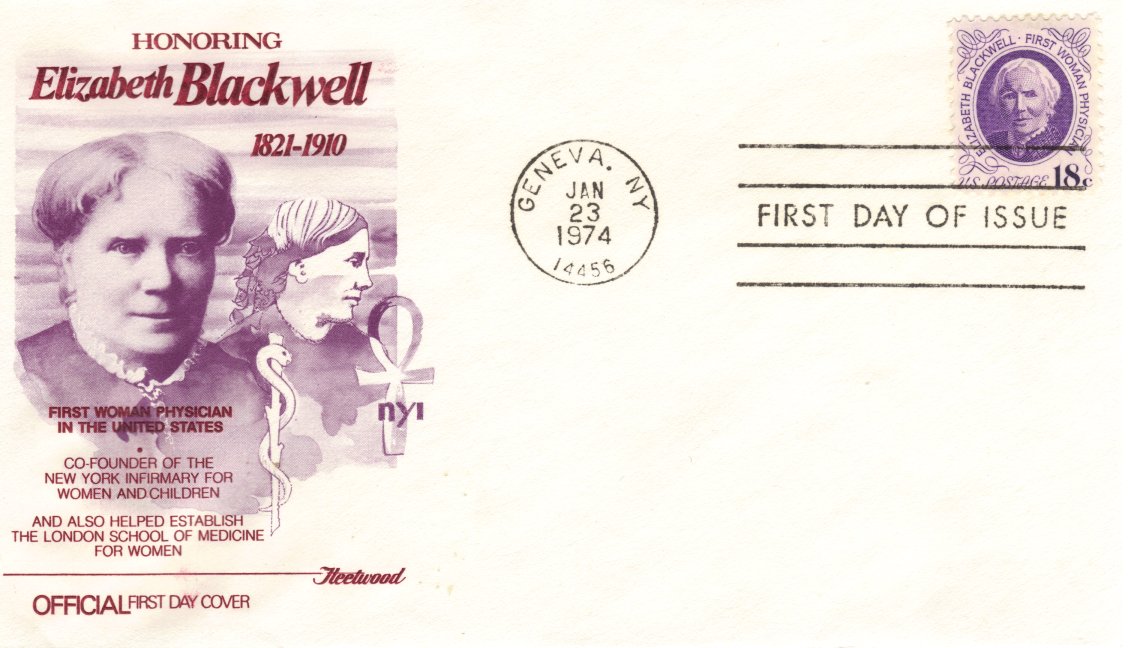 HONORING
Elizabeth Blackwell
1821-1910
nyi
FIRST WOMAN PHYSICIAN
IN THE UNITED STATES
•
CO-FOUNDER OF THE
NEW YORK INFIRMARY FOR
WOMEN AND CHILDREN
AND ALSO HELPED ESTABLISH
THE LONDON SCHOOL OF MEDICINE
FOR WOMEN
Fleetwood
OFFICIAL FIRST DAY COVER
GENEVA, NY
JAN
23
1974
14456
ELIZABETH BLACKWELL · FIRST WOMAN PHYSICIAN
U.S. POSTAGE 18c
FIRST DAY OF ISSUE